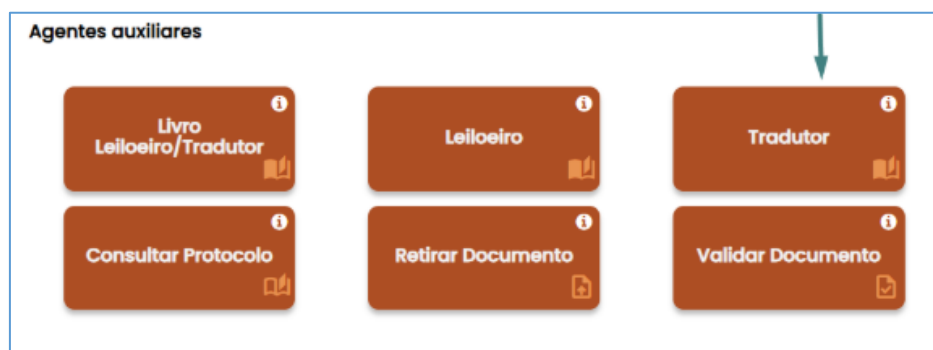 Agentes auxiliares
Livro
Leiloeiro/Tradutor
Leiloeiro
Tradutor
Consultar Protocolo
Retirar Documento
Validar Documento